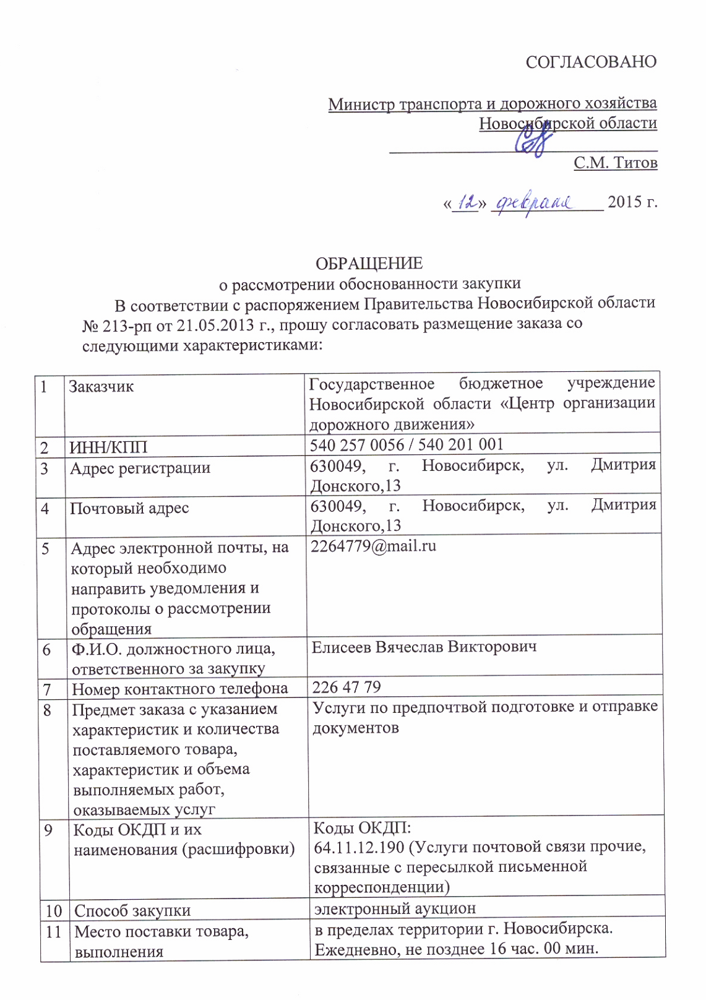 СОГЛАСОВАНО
Министр транспорта и дорожного хозяйства
Новосибирской области
С.М. Титов
«12» февраля 2015 г.
ОБРАЩЕНИЕ
о рассмотрении обоснованности закупки
В соответствии с распоряжением Правительства Новосибирской области
№ 213-рп от 21.05.2013 г., прошу согласовать размещение заказа со
следующими характеристиками:
1 Заказчик Государственное бюджетное учреждение
Новосибирской области «Центр организации
дорожного движения»
2 ИНН/КПП 540 257 0056 / 540 201 001
3 Адрес регистрации 630049, г. Новосибирск, ул. Дмитрия
Донского,13
4 Почтовый адрес 630049, г. Новосибирск, ул. Дмитрия
Донского,13
5 Адрес электронной почты, на 2264779@mail.ru
который необходимо
направить уведомления и
протоколы о рассмотрении
обращения
6 Ф.И.О. должностного лица, Елисеев Вячеслав Викторович
ответственного за закупку
7 Номер контактного телефона 226 47 79
8 Предмет заказа с указанием Услуги по предпочтвой подготовке и отправке
характеристик и количества документов
поставляемого товара,
характеристик и объема
выполняемых работ,
оказываемых услуг
9 Коды ОКДП и их Коды ОКДП:
наименования (расшифровки) 64.11.12.190 (Услуги почтовой связи прочие,
связанные с пересылкой письменной
корреспонденции)
10 Способ закупки электронный аукцион
11 Место поставки товара, в пределах территории г. Новосибирска.
выполнения Ежедневно, не позднее 16 час. 00 мин.